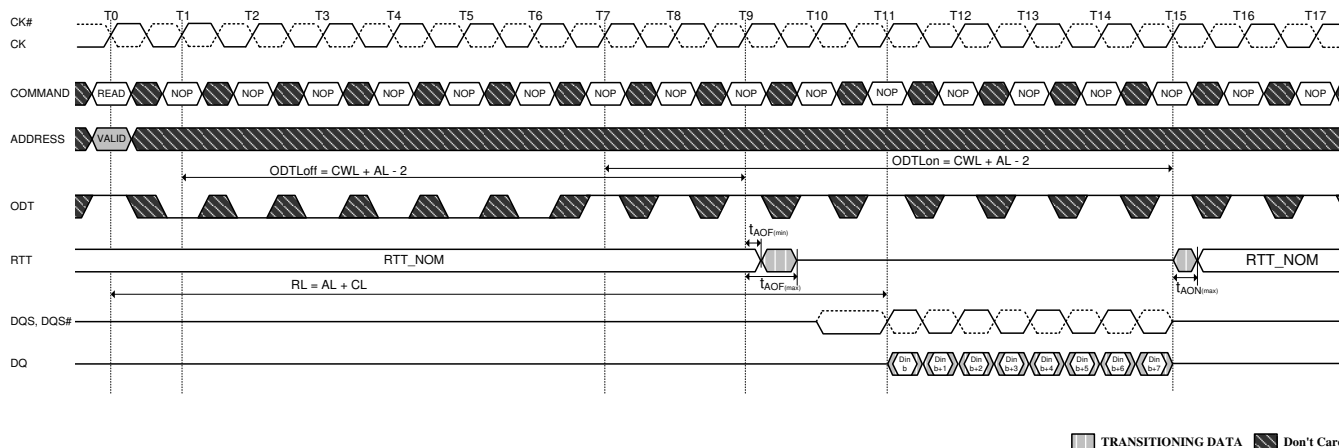 T0 T1 T2 T3 T4 T5 T6 T7 T8 T9 T10 T11 T12 T13 T14 T15 T16 T17
CK#
CK
COMMAND READ NOP NOP NOP NOP NOP NOP NOP NOP NOP NOP NOP NOP NOP NOP NOP NOP NOP
ADDRESS VALID
ODTLoff = CWL + AL - 2 ODTLon = CWL + AL - 2
ODT
tAOF(min)
RTT RTT_NOM RTT_NOM
tAOF(max) tAON(max)
RL = AL + CL
DQS, DQS#
DQ Din b Din b+1 Din b+2 Din b+3 Din b+4 Din b+5 Din b+6 Din b+7
TRANSITIONING DATA Don't Care